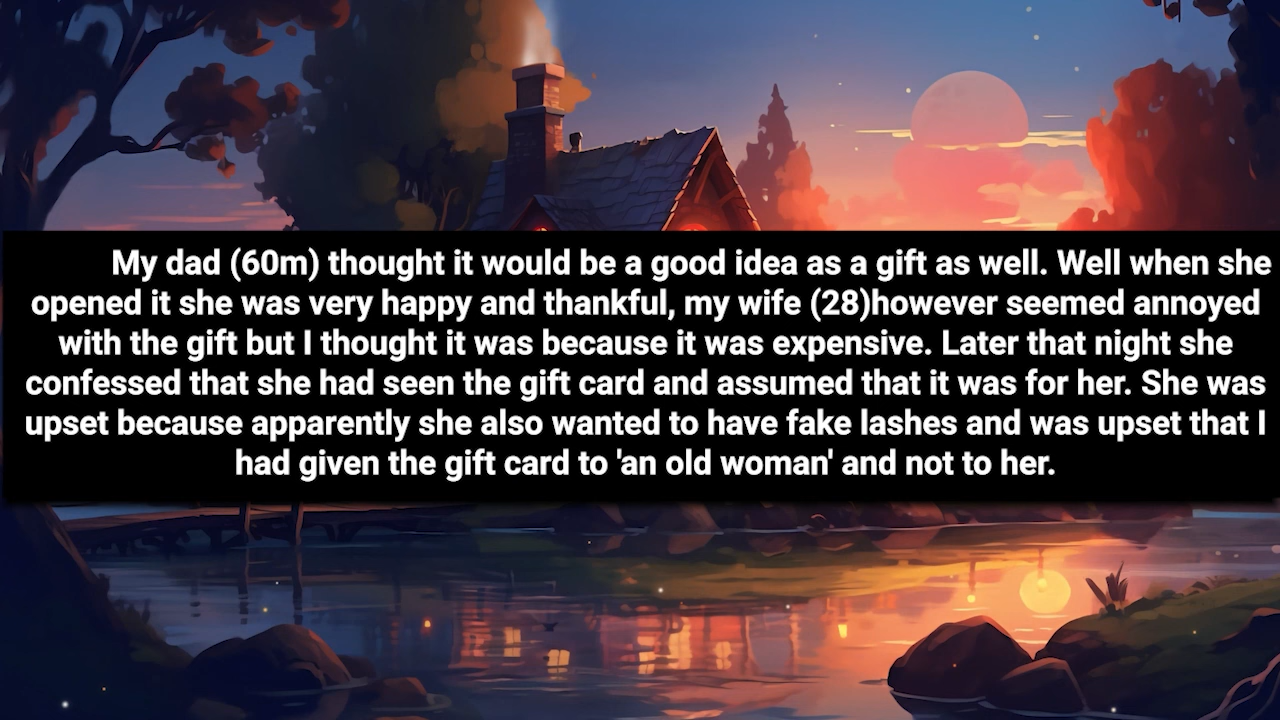 My dad (60m) thought it would be a good idea as a gift as well. Well when she
opened it she was very happy and thankful, my wife (28)however seemed annoyed
with the gift but I thought it was because it was expensive. Later that night she
confessed that she had seen the gift card and assumed that it was for her. She was
upset because apparently she also wanted to have fake lashes and was upset that I
had given the gift card to 'an old woman' and not to her.